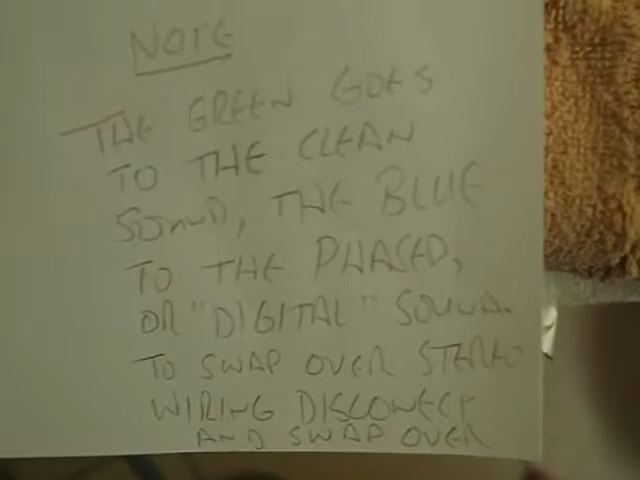 NOTE
THE GREEN GOES
TO THE CLEAN
SOUND, THE BLUE
TO THE PHASED,
OR "DIGITAL" SOUND.
TO SWAP OVER STEREO
WIRING DISCONECT
AND SWAP OVER